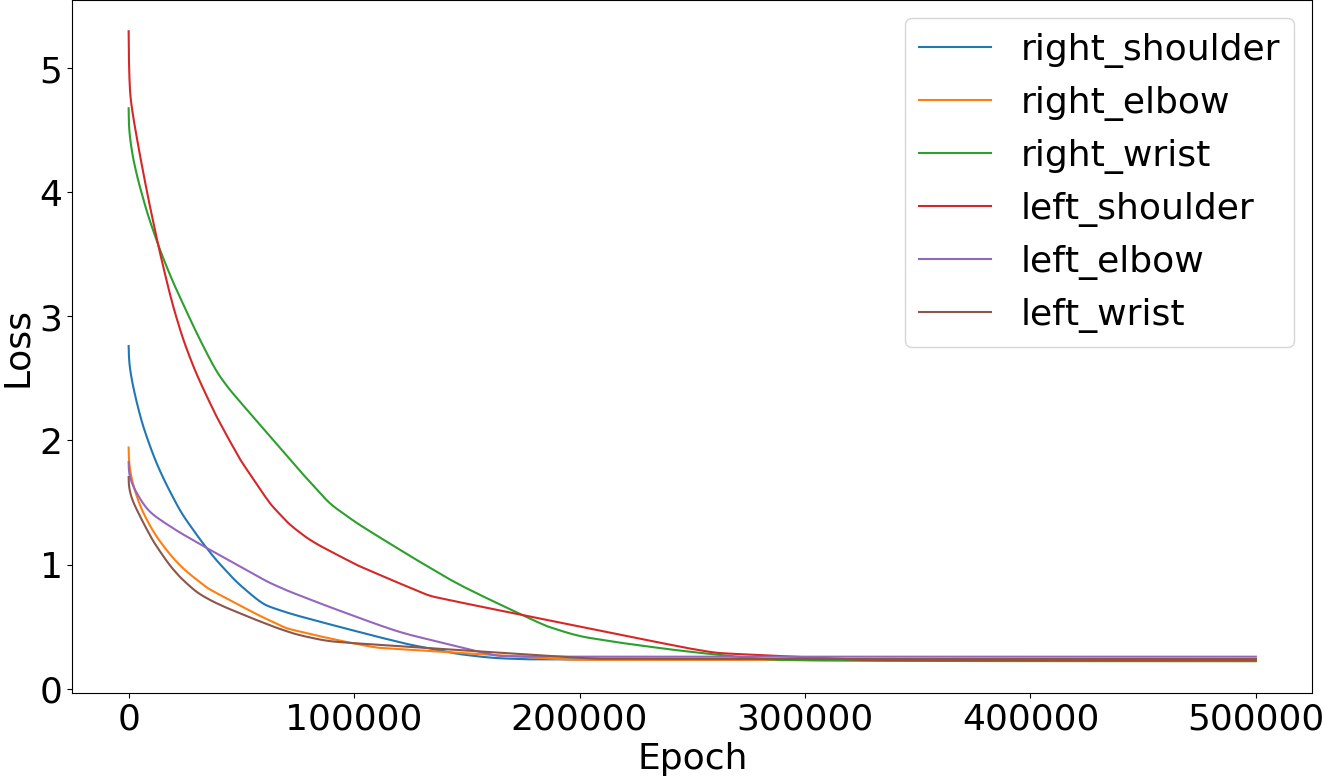 right_shoulder
right_elbow
right_wrist
left_shoulder
left_elbow
left_wrist
5
4
3
2
1
0
Loss
0 100000 200000 300000 400000 500000
Epoch